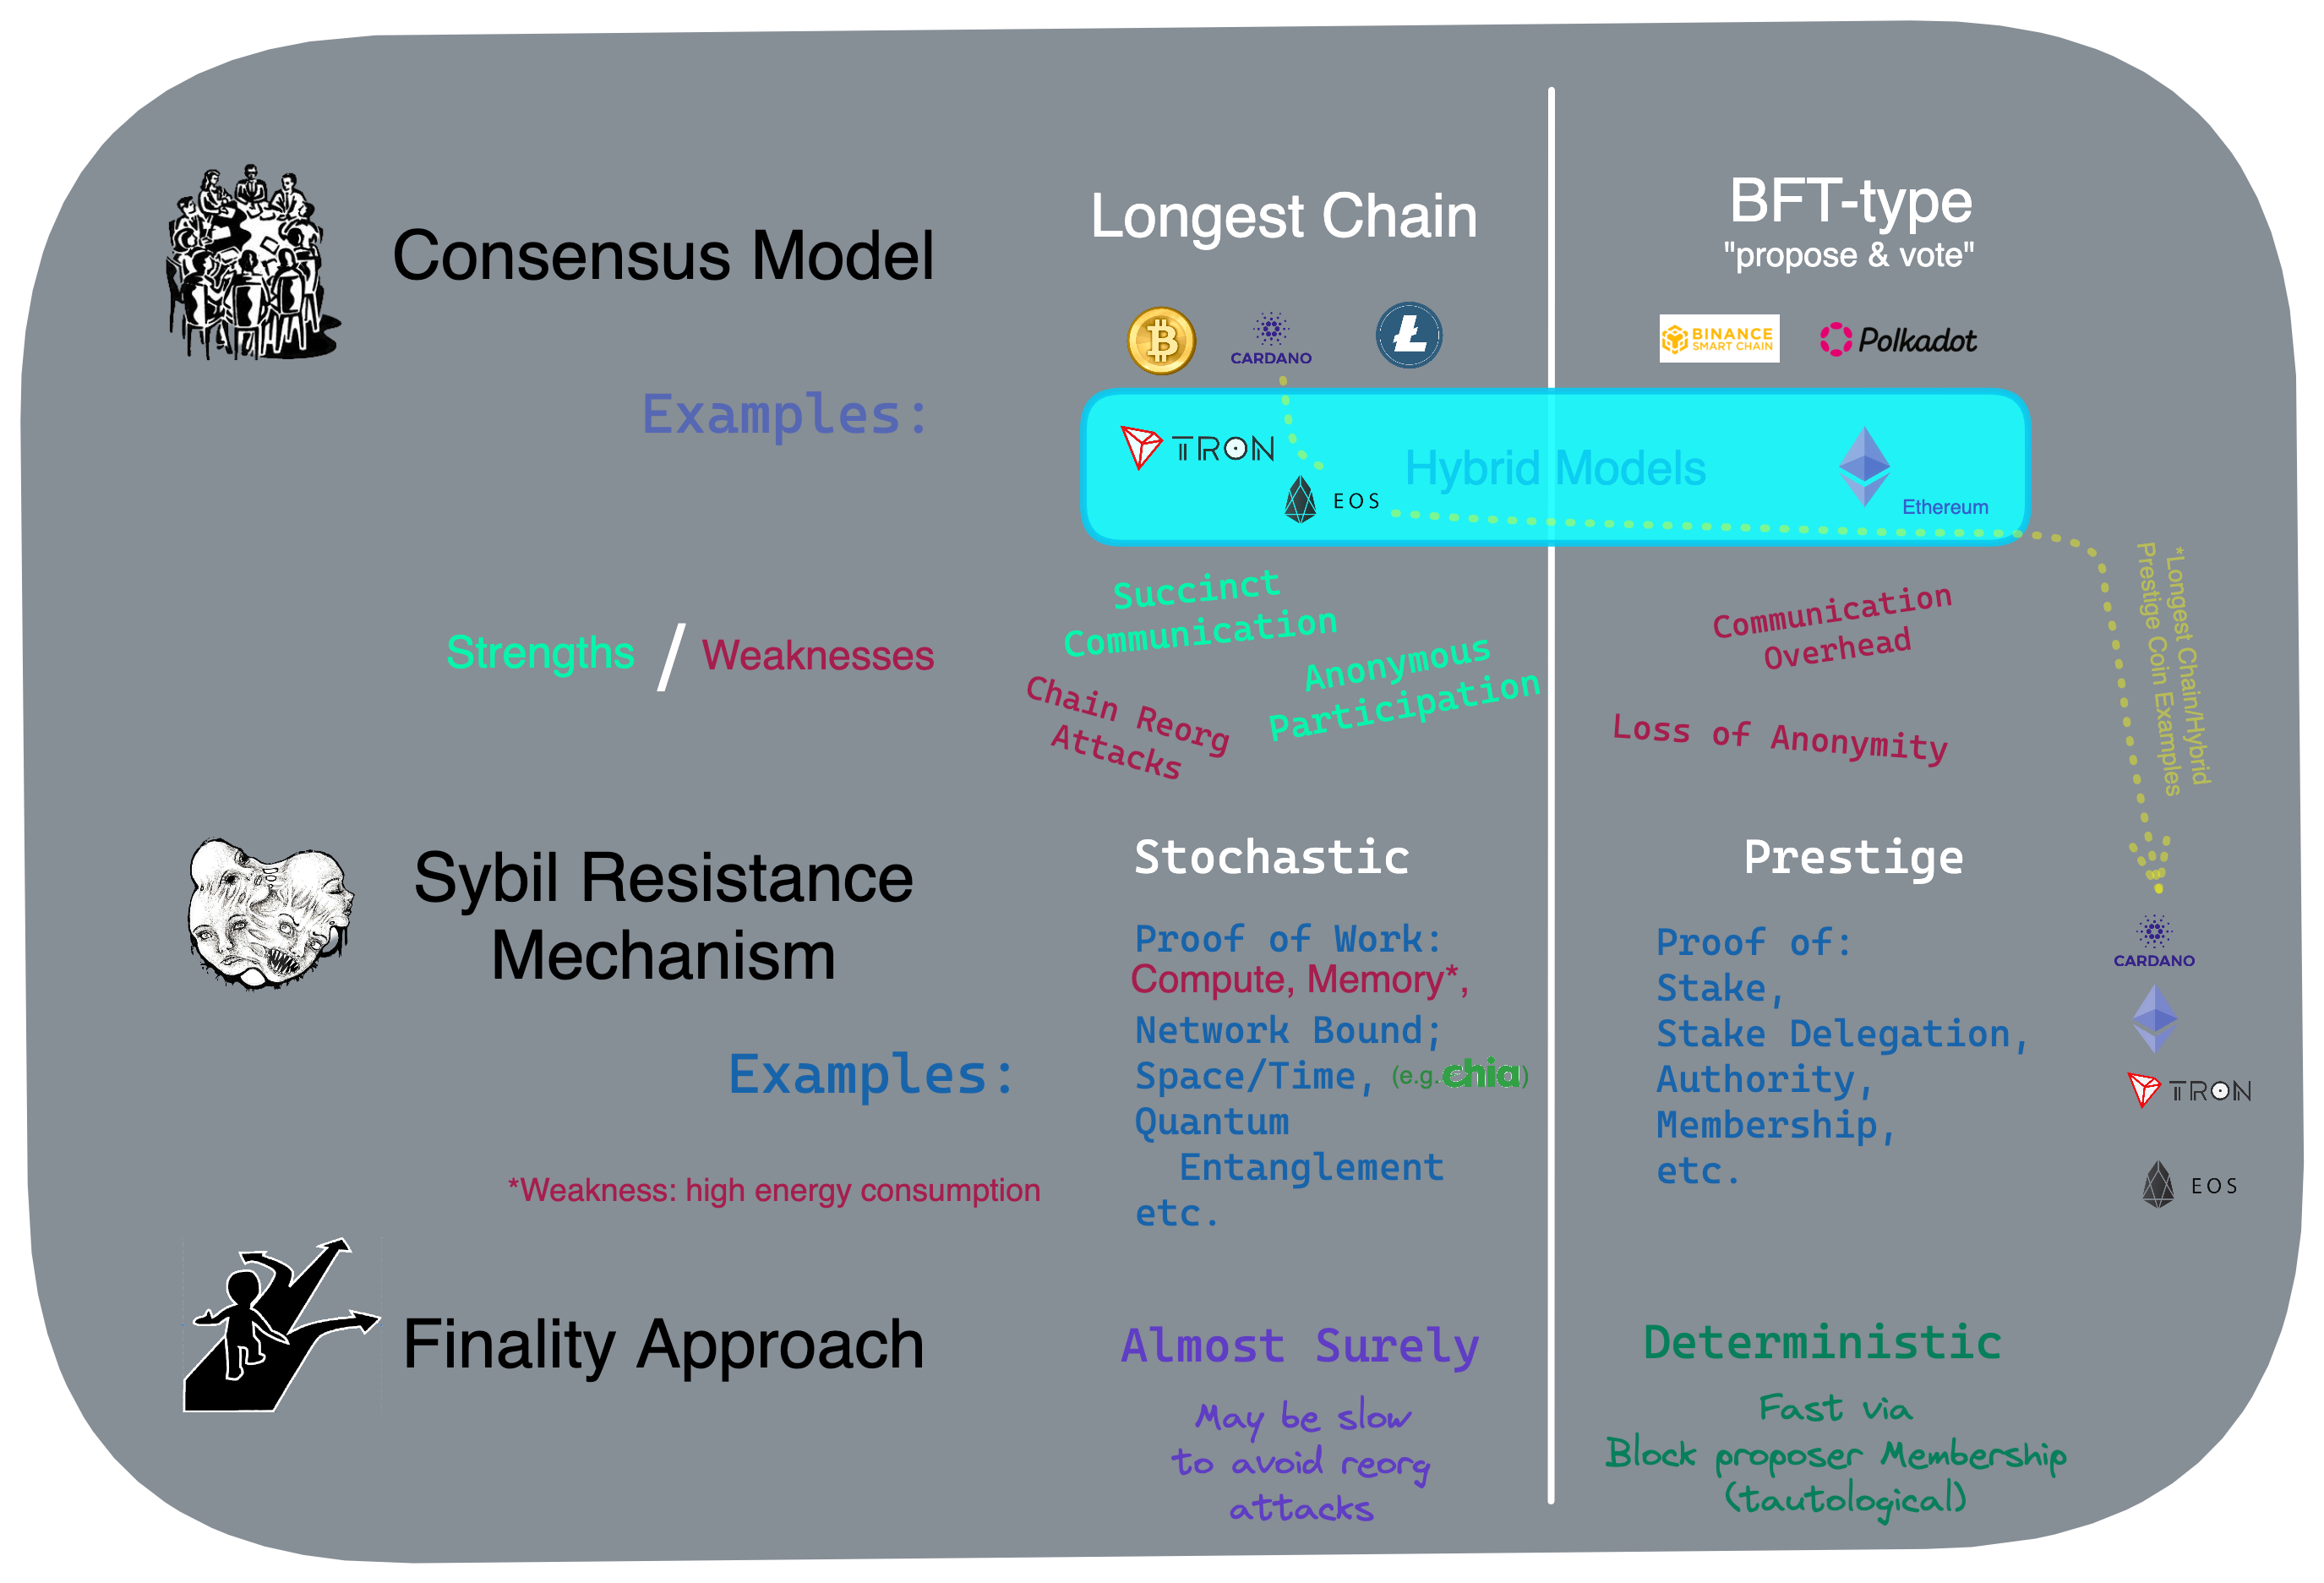 Consensus Model
Longest Chain
BFT-type
"propose & vote"
CARDANO
BINANCE
SMART CHAIN
Polkadot
Examples:
TRON
EOS
Hybrid Models
Ethereum
*Longest Chain/Hybrid
Prestige Coin Examples
Strengths / Weaknesses
Succinct
Communication
Anonymous
Participation
Chain Reorg
Attacks
Communication
Overhead
Loss of Anonymity
Sybil Resistance
Mechanism
Stochastic
Prestige
Examples:
*Weakness: high energy consumption
Proof of Work:
Compute, Memory*,
Network Bound;
Space/Time, (e.g. chia)
Quantum
Entanglement
etc.
Proof of:
Stake,
Stake Delegation,
Authority,
Membership,
etc.
CARDANO
TRON
EOS
Finality Approach
Almost Surely
May be slow
to avoid reorg
attacks
Deterministic
Fast via
Block proposer Membership
(tautological)